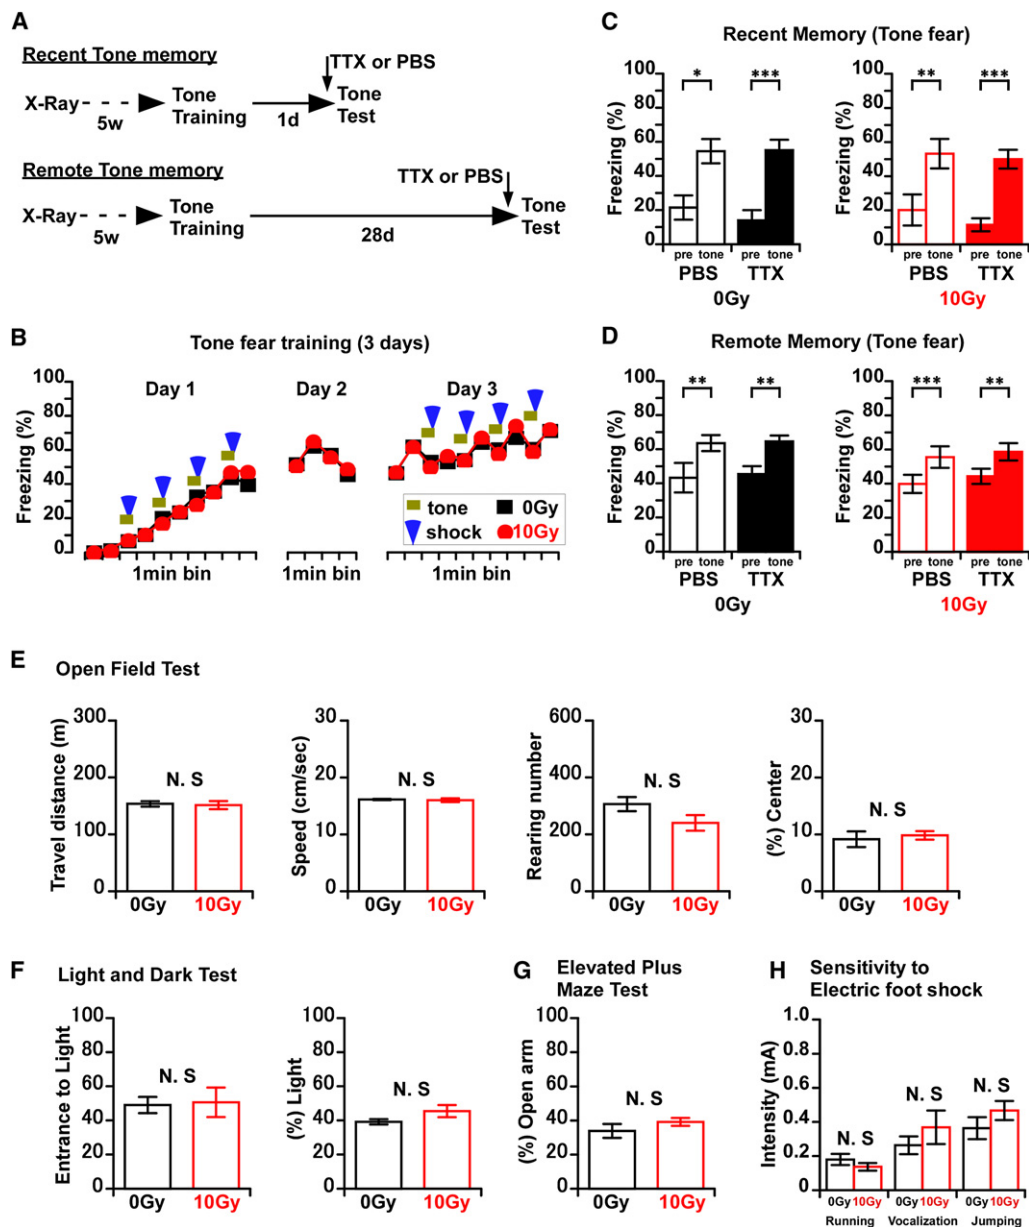 A
Recent Tone memory
TTX or PBS
X-Ray
Tone
Training
Tone
Test
5w
1d
Remote Tone memory
TTX or PBS
X-Ray
Tone
Training
Tone
Test
5w
28d
B
Tone fear training (3 days)
Freezing (%)
100
80
60
40
20
0
Day 1
Day 2
Day 3
tone
0Gy
shock
10Gy
1min bin
1min bin
1min bin
C
Recent Memory (Tone fear)
Freezing (%)
100
80
60
40
20
0
*
***
pre tone pre tone
PBS TTX
0Gy
Freezing (%)
100
80
60
40
20
0
**
***
pre tone pre tone
PBS TTX
10Gy
D
Remote Memory (Tone fear)
Freezing (%)
100
80
60
40
20
0
**
**
pre tone pre tone
PBS TTX
0Gy
Freezing (%)
100
80
60
40
20
0
***
**
pre tone pre tone
PBS TTX
10Gy
E
Open Field Test
Travel distance (m)
300
200
100
0
N. S
0Gy 10Gy
Speed (cm/sec)
30
20
10
0
N. S
0Gy 10Gy
Rearing number
600
400
200
0
N. S
0Gy 10Gy
(%) Center
30
20
10
0
N. S
0Gy 10Gy
F
Light and Dark Test
Entrance to Light
100
80
60
40
20
0
N. S
0Gy 10Gy
(%) Light
100
80
60
40
20
0
N. S
0Gy 10Gy
G
Elevated Plus
Maze Test
(%) Open arm
100
80
60
40
20
0
N. S
0Gy 10Gy
H
Sensitivity to
Electric foot shock
Intensity (mA)
1.0
0.8
0.6
0.4
0.2
0
N. S
N. S
N. S
0Gy 10Gy 0Gy 10Gy 0Gy 10Gy
Running Vocalization Jumping